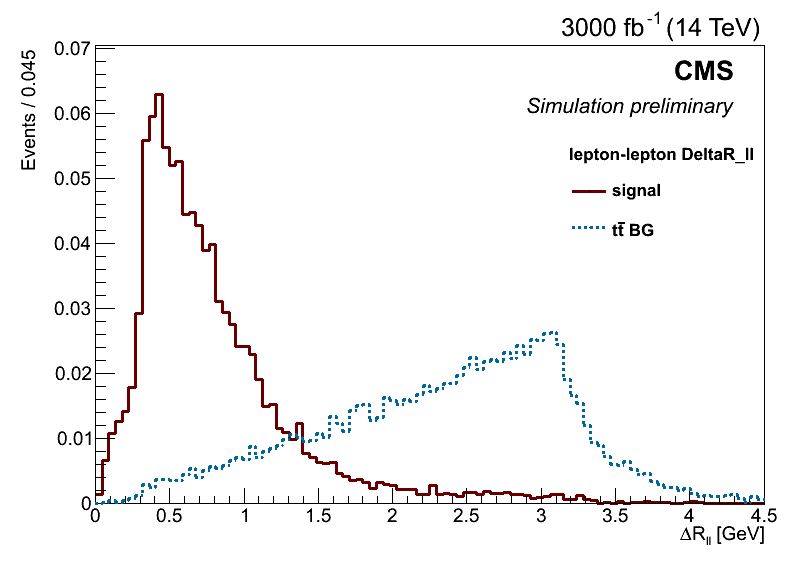 3000 fb⁻¹ (14 TeV)
Events / 0.045
0.07
0.06
0.05
0.04
0.03
0.02
0.01
0
CMS
Simulation preliminary
lepton-lepton DeltaR_ll
signal
tt̄ BG
0 0.5 1 1.5 2 2.5 3 3.5 4 4.5
ΔR_ll [GeV]